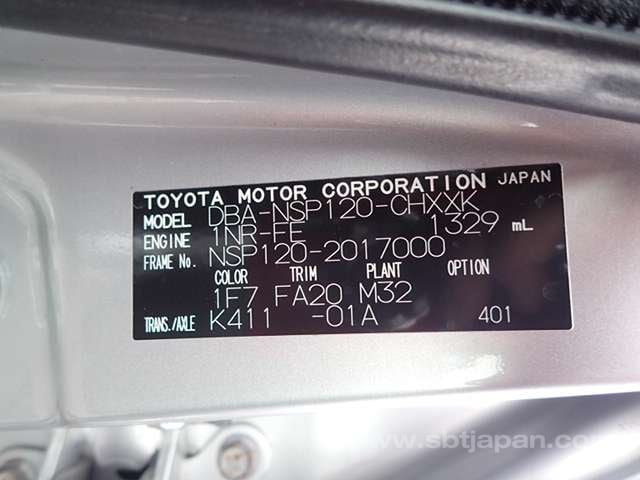 TOYOTA MOTOR CORPORATION JAPAN
MODEL DBA-NSP120-CHXXK
ENGINE 1NR-FE 1329 mL
FRAME No. NSP120-2017000
COLOR TRIM PLANT OPTION
1F7 FA20 M32
TRANS./AXLE K411 -01A 401
www.sbtjapan.com